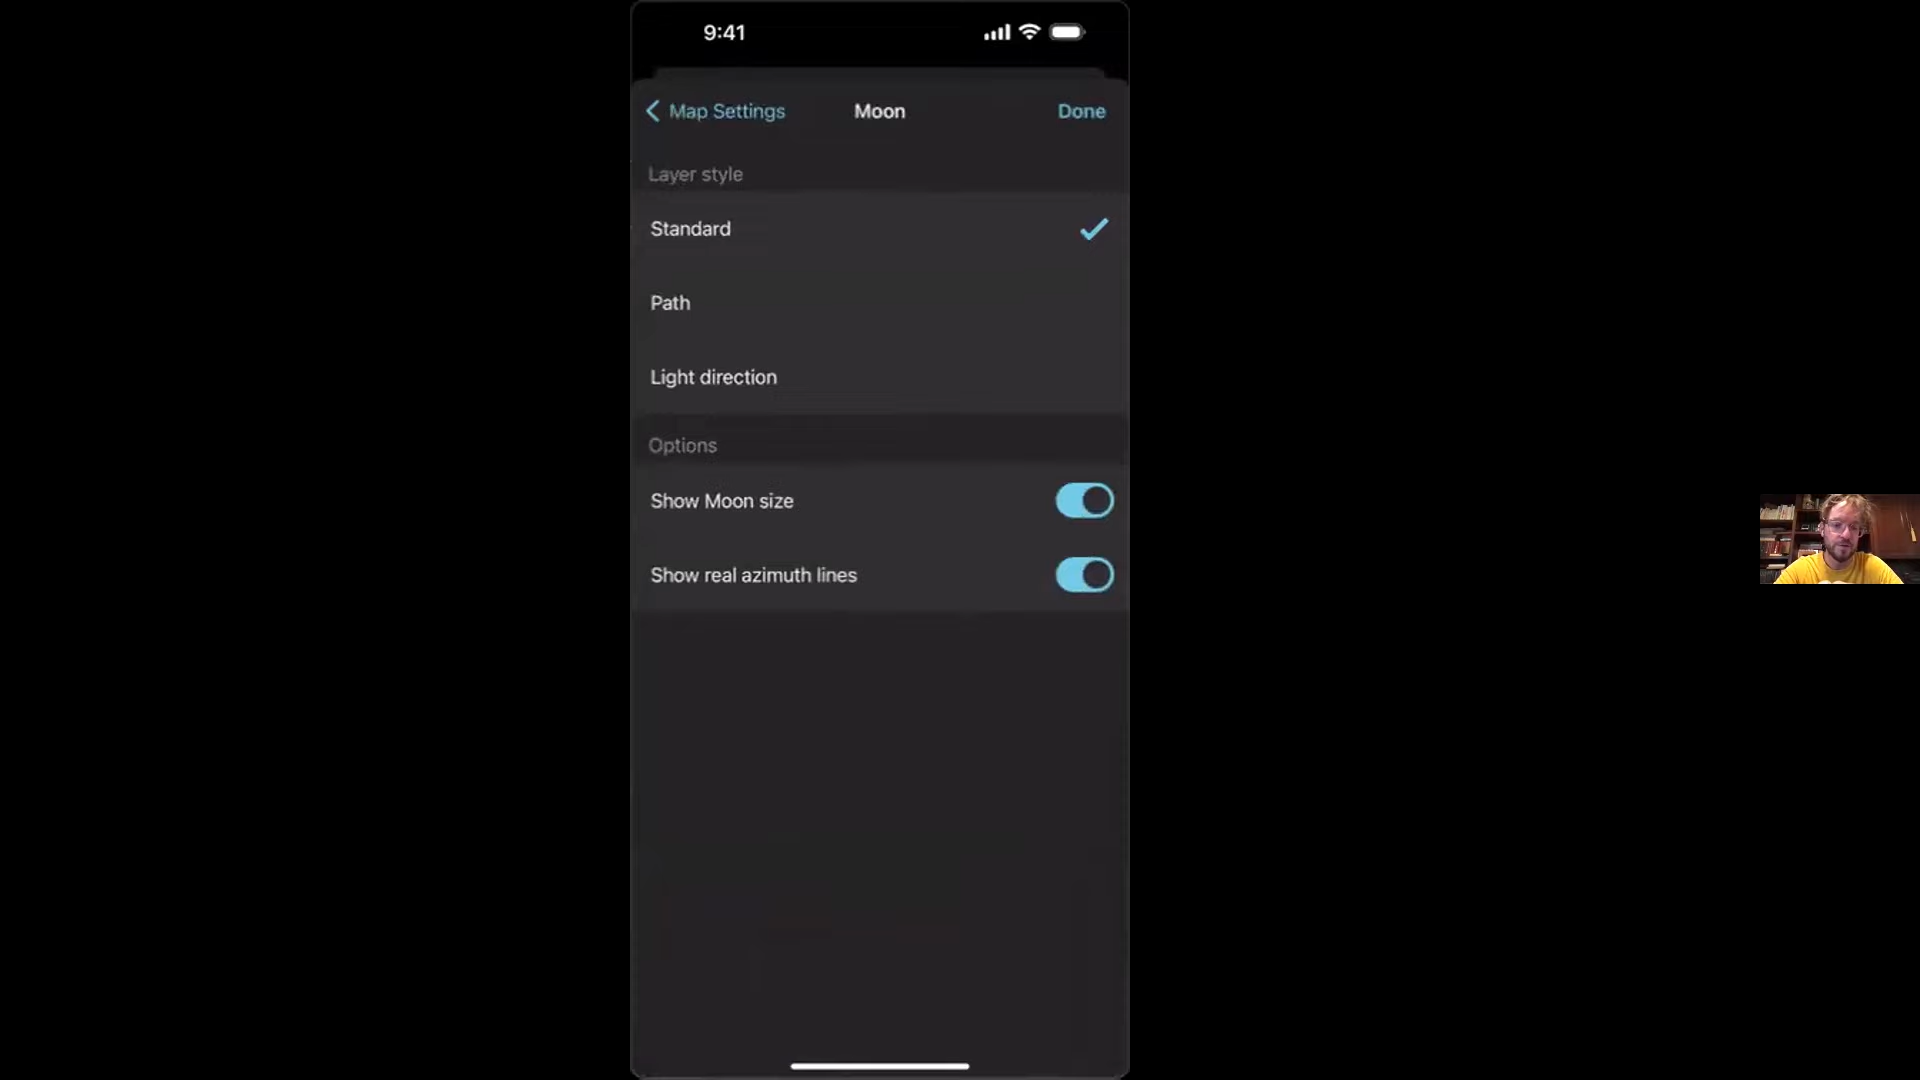 9:41
Map Settings
Moon
Done
Layer style
Standard
Path
Light direction
Options
Show Moon size
Show real azimuth lines